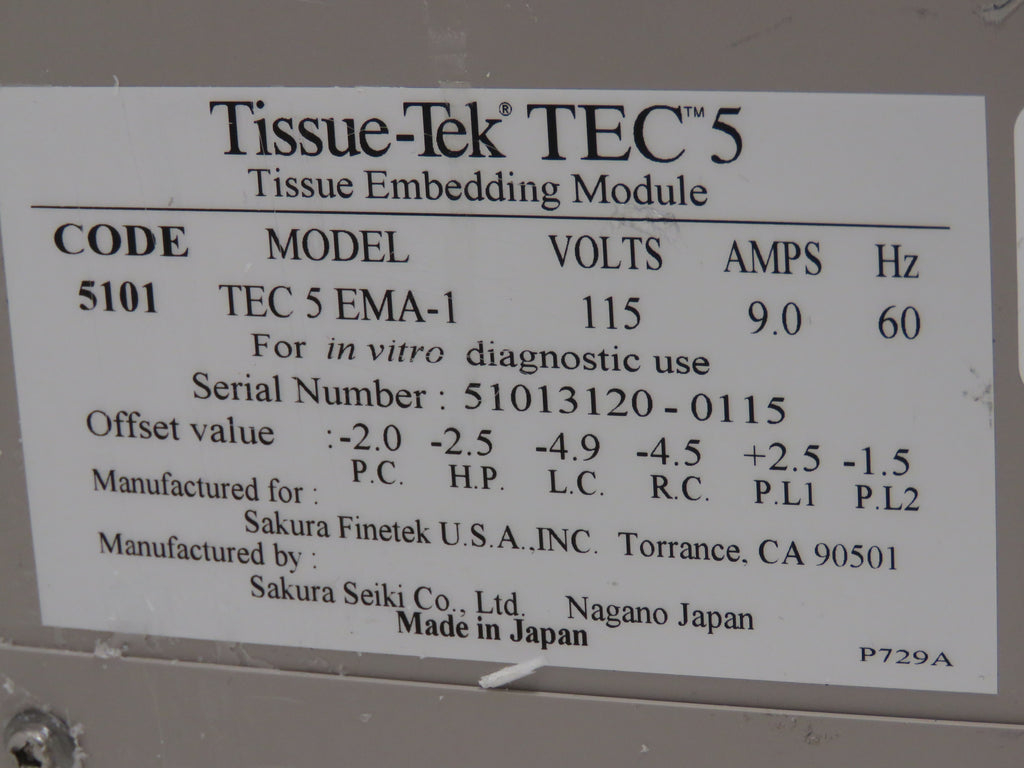 Tissue-Tek® TEC™ 5
Tissue Embedding Module
CODE MODEL VOLTS AMPS Hz
5101 TEC 5 EMA-1 115 9.0 60
For in vitro diagnostic use
Serial Number : 51013120 - 0115
Offset value :-2.0 -2.5 -4.9 -4.5 +2.5 -1.5
P.C. H.P. L.C. R.C. P.L1 P.L2
Manufactured for :
Sakura Finetek U.S.A.,INC. Torrance, CA 90501
Manufactured by :
Sakura Seiki Co., Ltd. Nagano Japan
Made in Japan
P729A